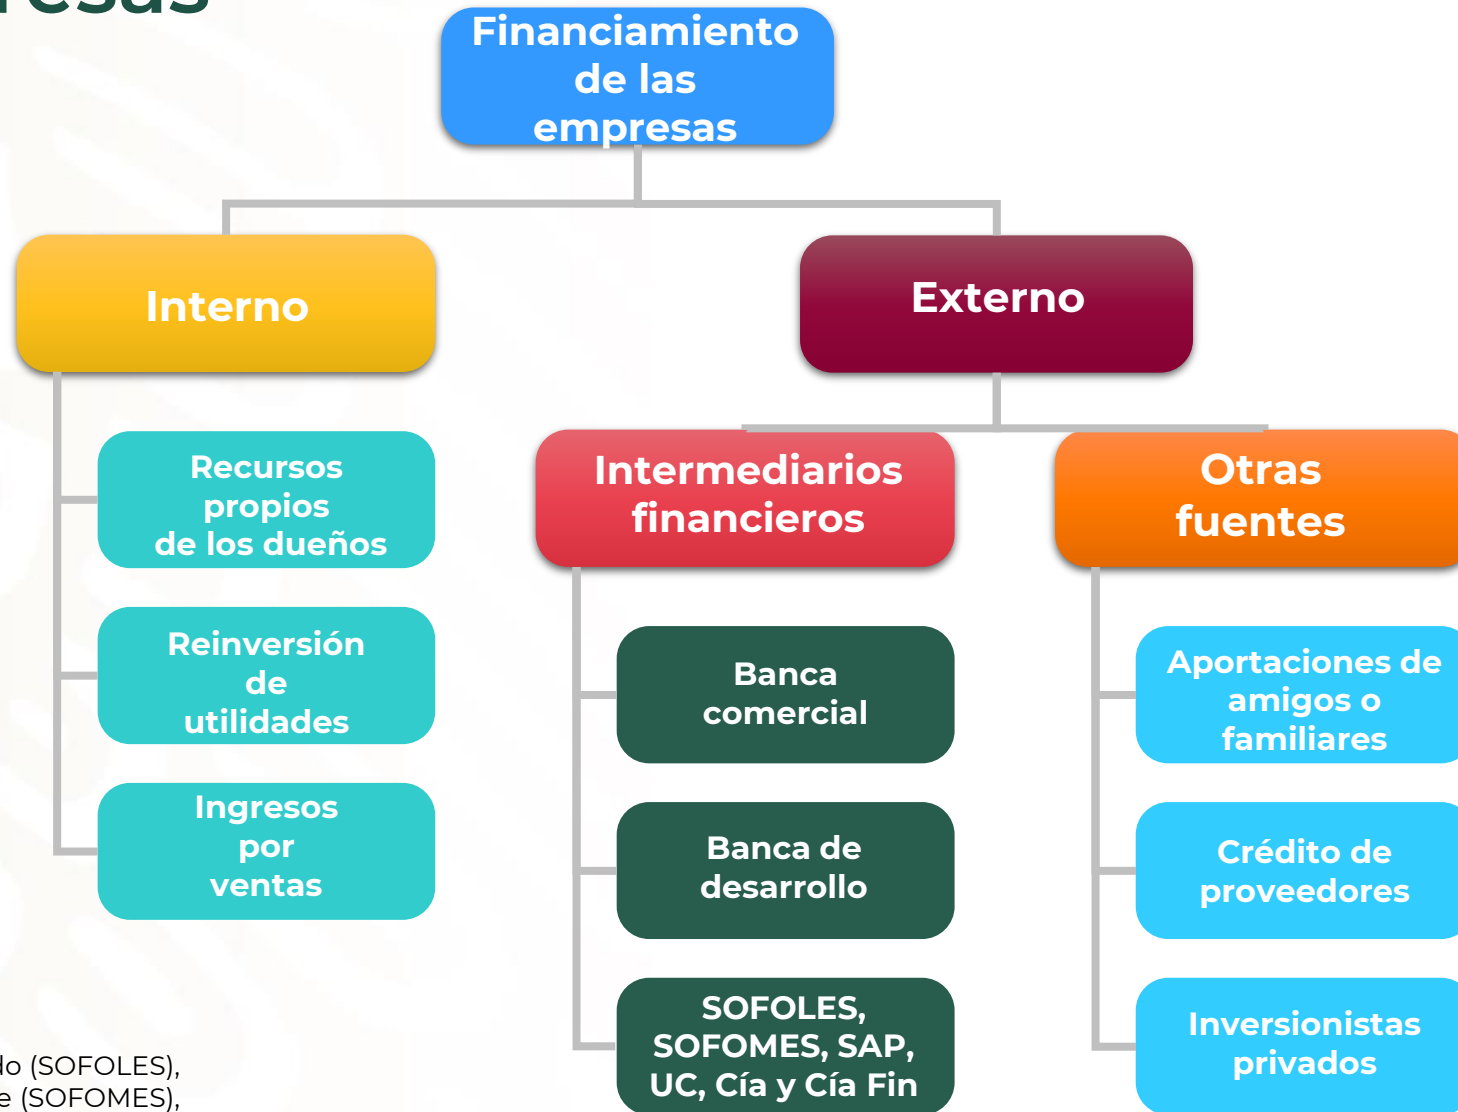 Financiamiento
de las
empresas
Interno
Externo
Recursos
propios
de los dueños
Reinversión
de
utilidades
Ingresos
por
ventas
Intermediarios
financieros
Banca
comercial
Banca de
desarrollo
SOFOLES,
SOFOMES, SAP,
UC, Cía y Cía Fin
Otras
fuentes
Aportaciones de
amigos o
familiares
Crédito de
proveedores
Inversionistas
privados
(SOFOLES),
(SOFOMES),